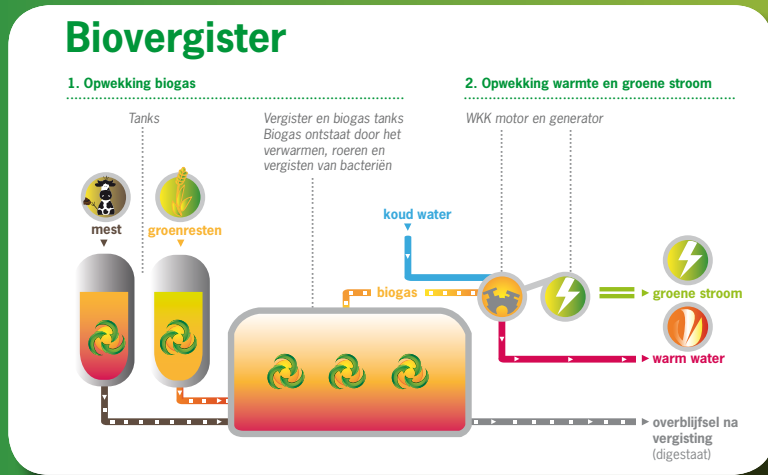 Biovergister
1. Opwekking biogas
2. Opwekking warmte en groene stroom
Tanks
Vergister en biogas tanks
Biogas ontstaat door het
verwarmen, roeren en
vergisten van bacteriën
WKK motor en generator
mest
groenresten
koud water
biogas
groene stroom
warm water
overblijfsel na
vergisting
(digestaat)